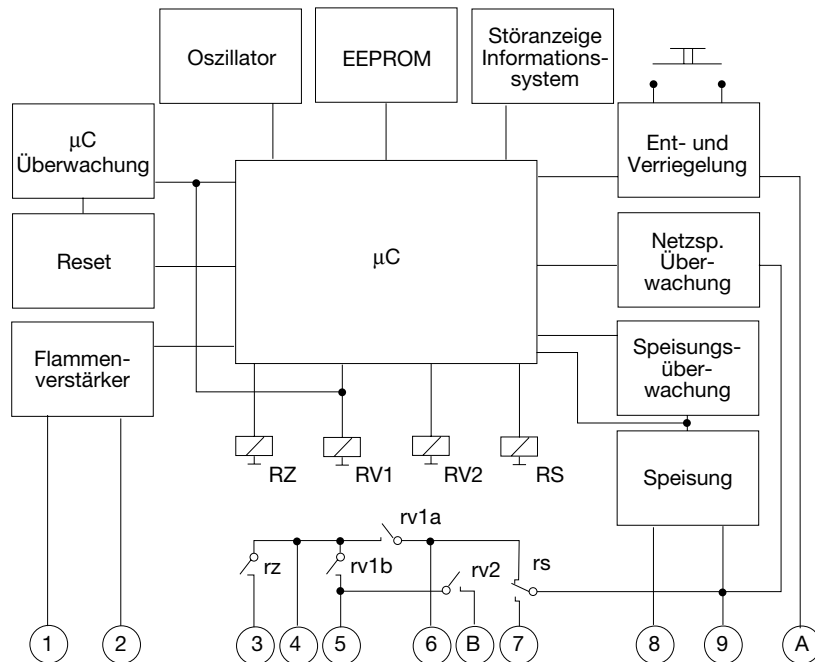 Oszillator
EEPROM
Störanzeige
Informations-
system
µC
Überwachung
Ent- und
Verriegelung
Reset
µC
Netzsp.
Über-
wachung
Flammen-
verstärker
Speisungs-
über-
wachung
RZ
RV1
RV2
RS
Speisung
rv1a
rz
rv1b
rv2
rs
1
2
3
4
5
6
B
7
8
9
A